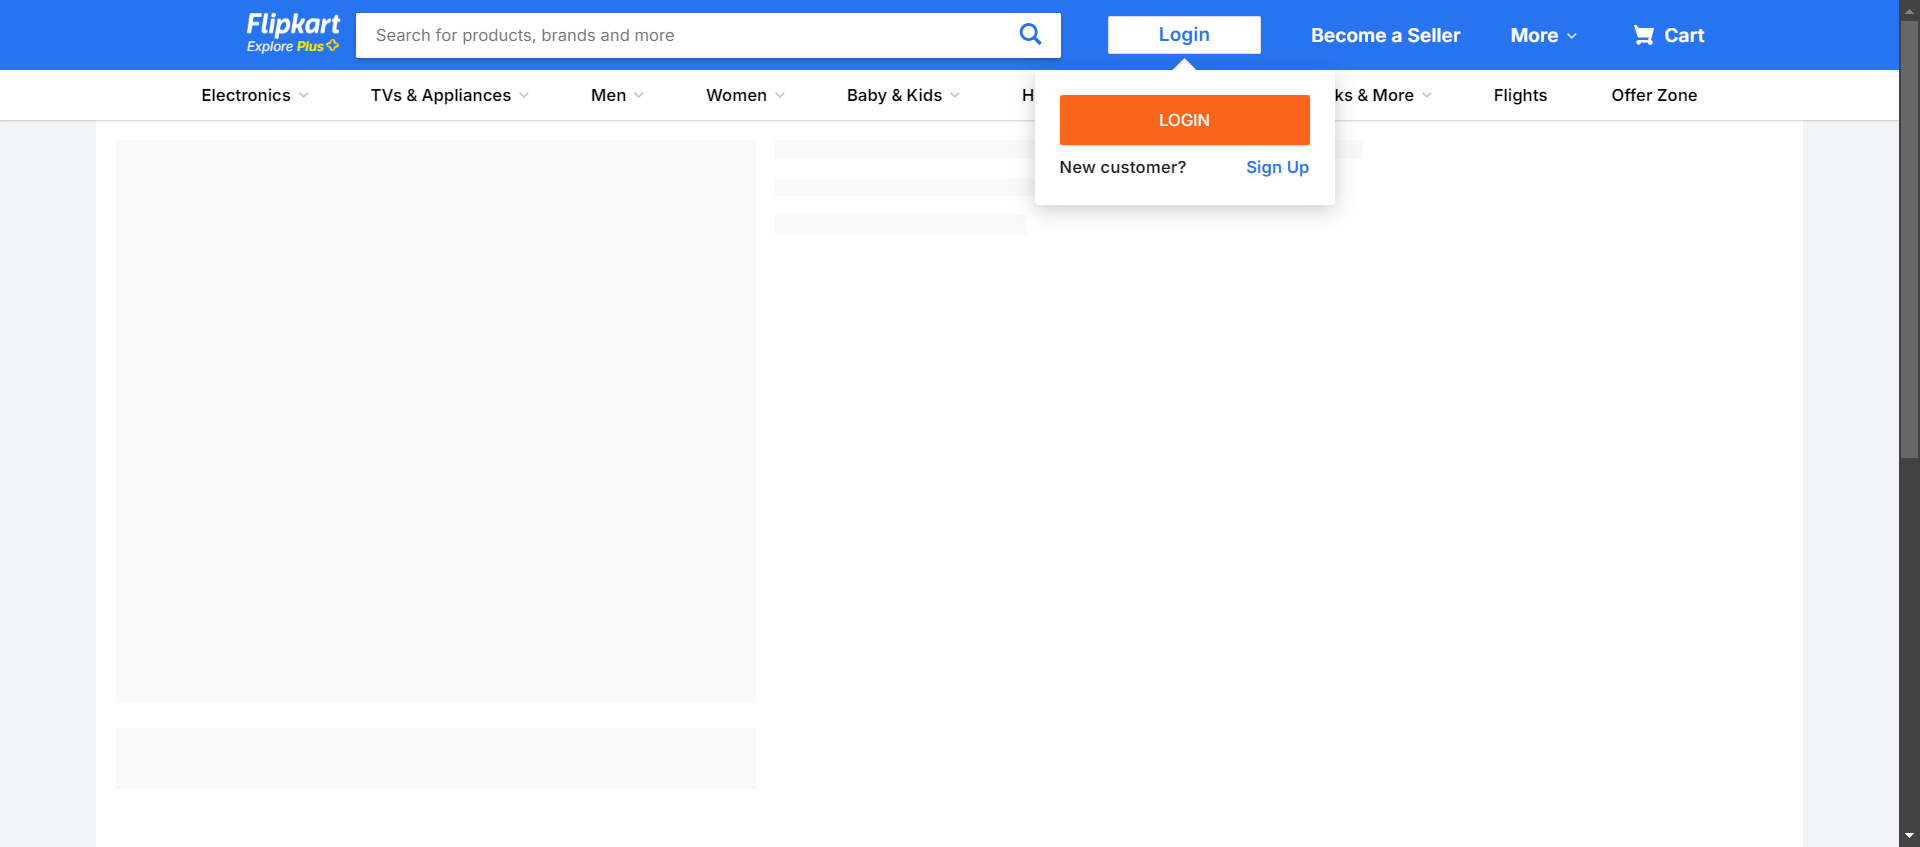 Flipkart
Explore Plus
Search for products, brands and more
Login
Become a Seller
More
Cart
Electronics
TVs & Appliances
Men
Women
Baby & Kids
H
ks & More
Flights
Offer Zone
LOGIN
New customer? Sign Up